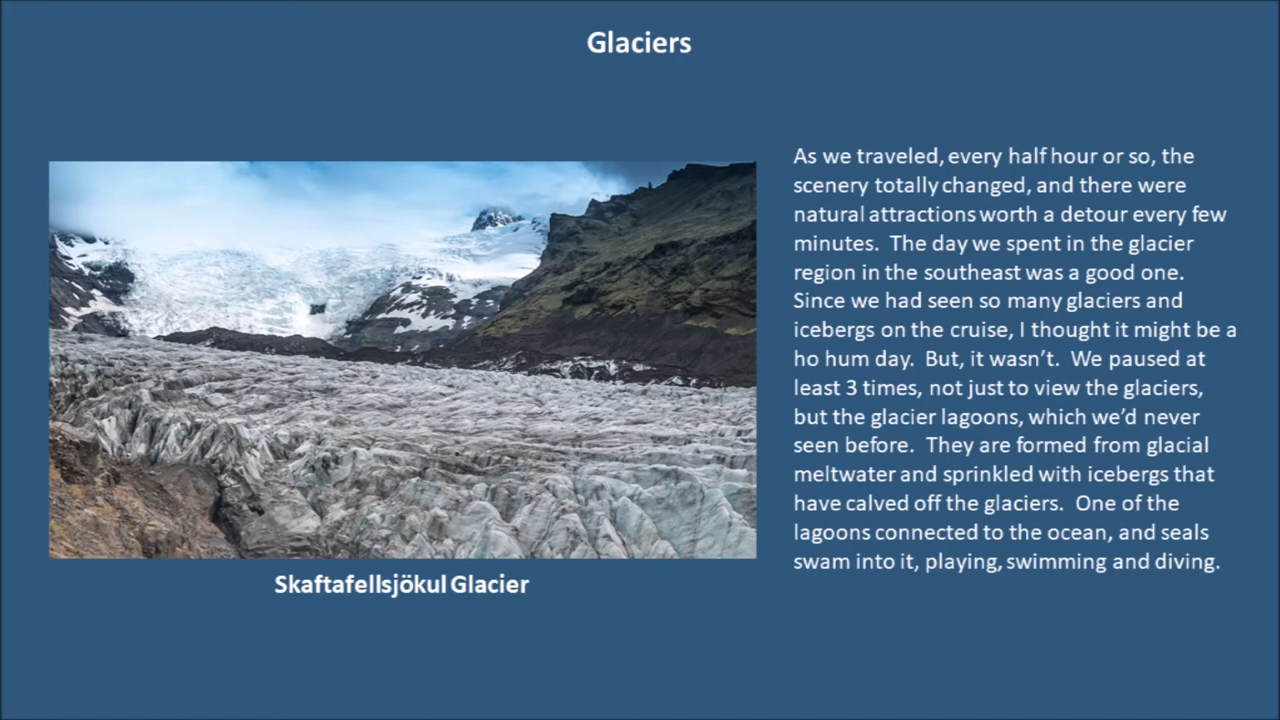 Glaciers
As we traveled, every half hour or so, the
scenery totally changed, and there were
natural attractions worth a detour every few
minutes.  The day we spent in the glacier
region in the southeast was a good one.
Since we had seen so many glaciers and
icebergs on the cruise, I thought it might be a
ho hum day.  But, it wasn’t.  We paused at
least 3 times, not just to view the glaciers,
but the glacier lagoons, which we’d never
seen before.  They are formed from glacial
meltwater and sprinkled with icebergs that
have calved off the glaciers.  One of the
lagoons connected to the ocean, and seals
swam into it, playing, swimming and diving.
Skaftafellsjökul Glacier